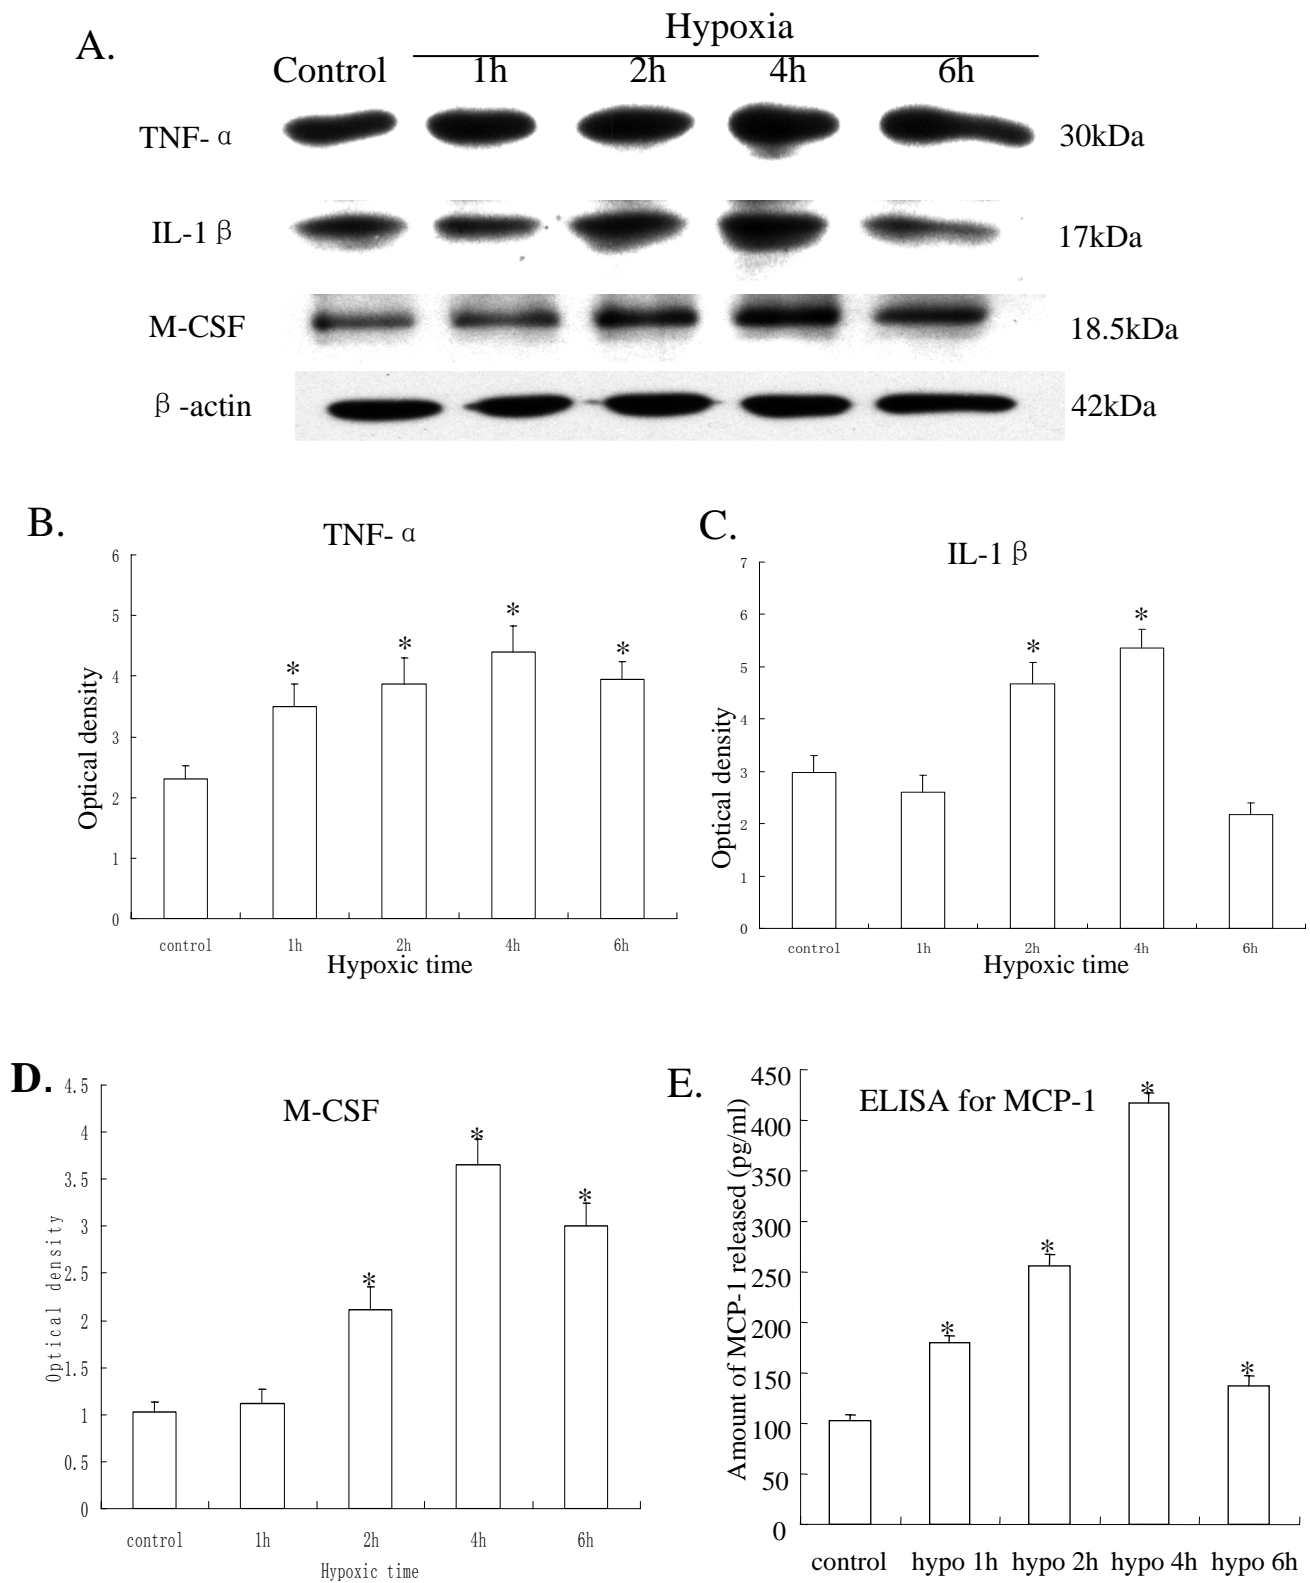 A.
Hypoxia
Control 1h 2h 4h 6h
TNF- α 30kDa
IL-1 β 17kDa
M-CSF 18.5kDa
β -actin 42kDa
B.
TNF- α
Optical density
6
5
4
3
2
1
0
* * * *
control 1h 2h 4h 6h
Hypoxic time
C.
IL-1 β
Optical density
7
6
5
4
3
2
1
0
* *
control 1h 2h 4h 6h
Hypoxic time
D.
M-CSF
Optical density
4.5
4
3.5
3
2.5
2
1.5
1
0.5
0
* * *
control 1h 2h 4h 6h
Hypoxic time
E.
ELISA for MCP-1
Amount of MCP-1 released (pg/ml)
450
400
350
300
250
200
150
100
50
0
* * * *
control hypo 1h hypo 2h hypo 4h hypo 6h